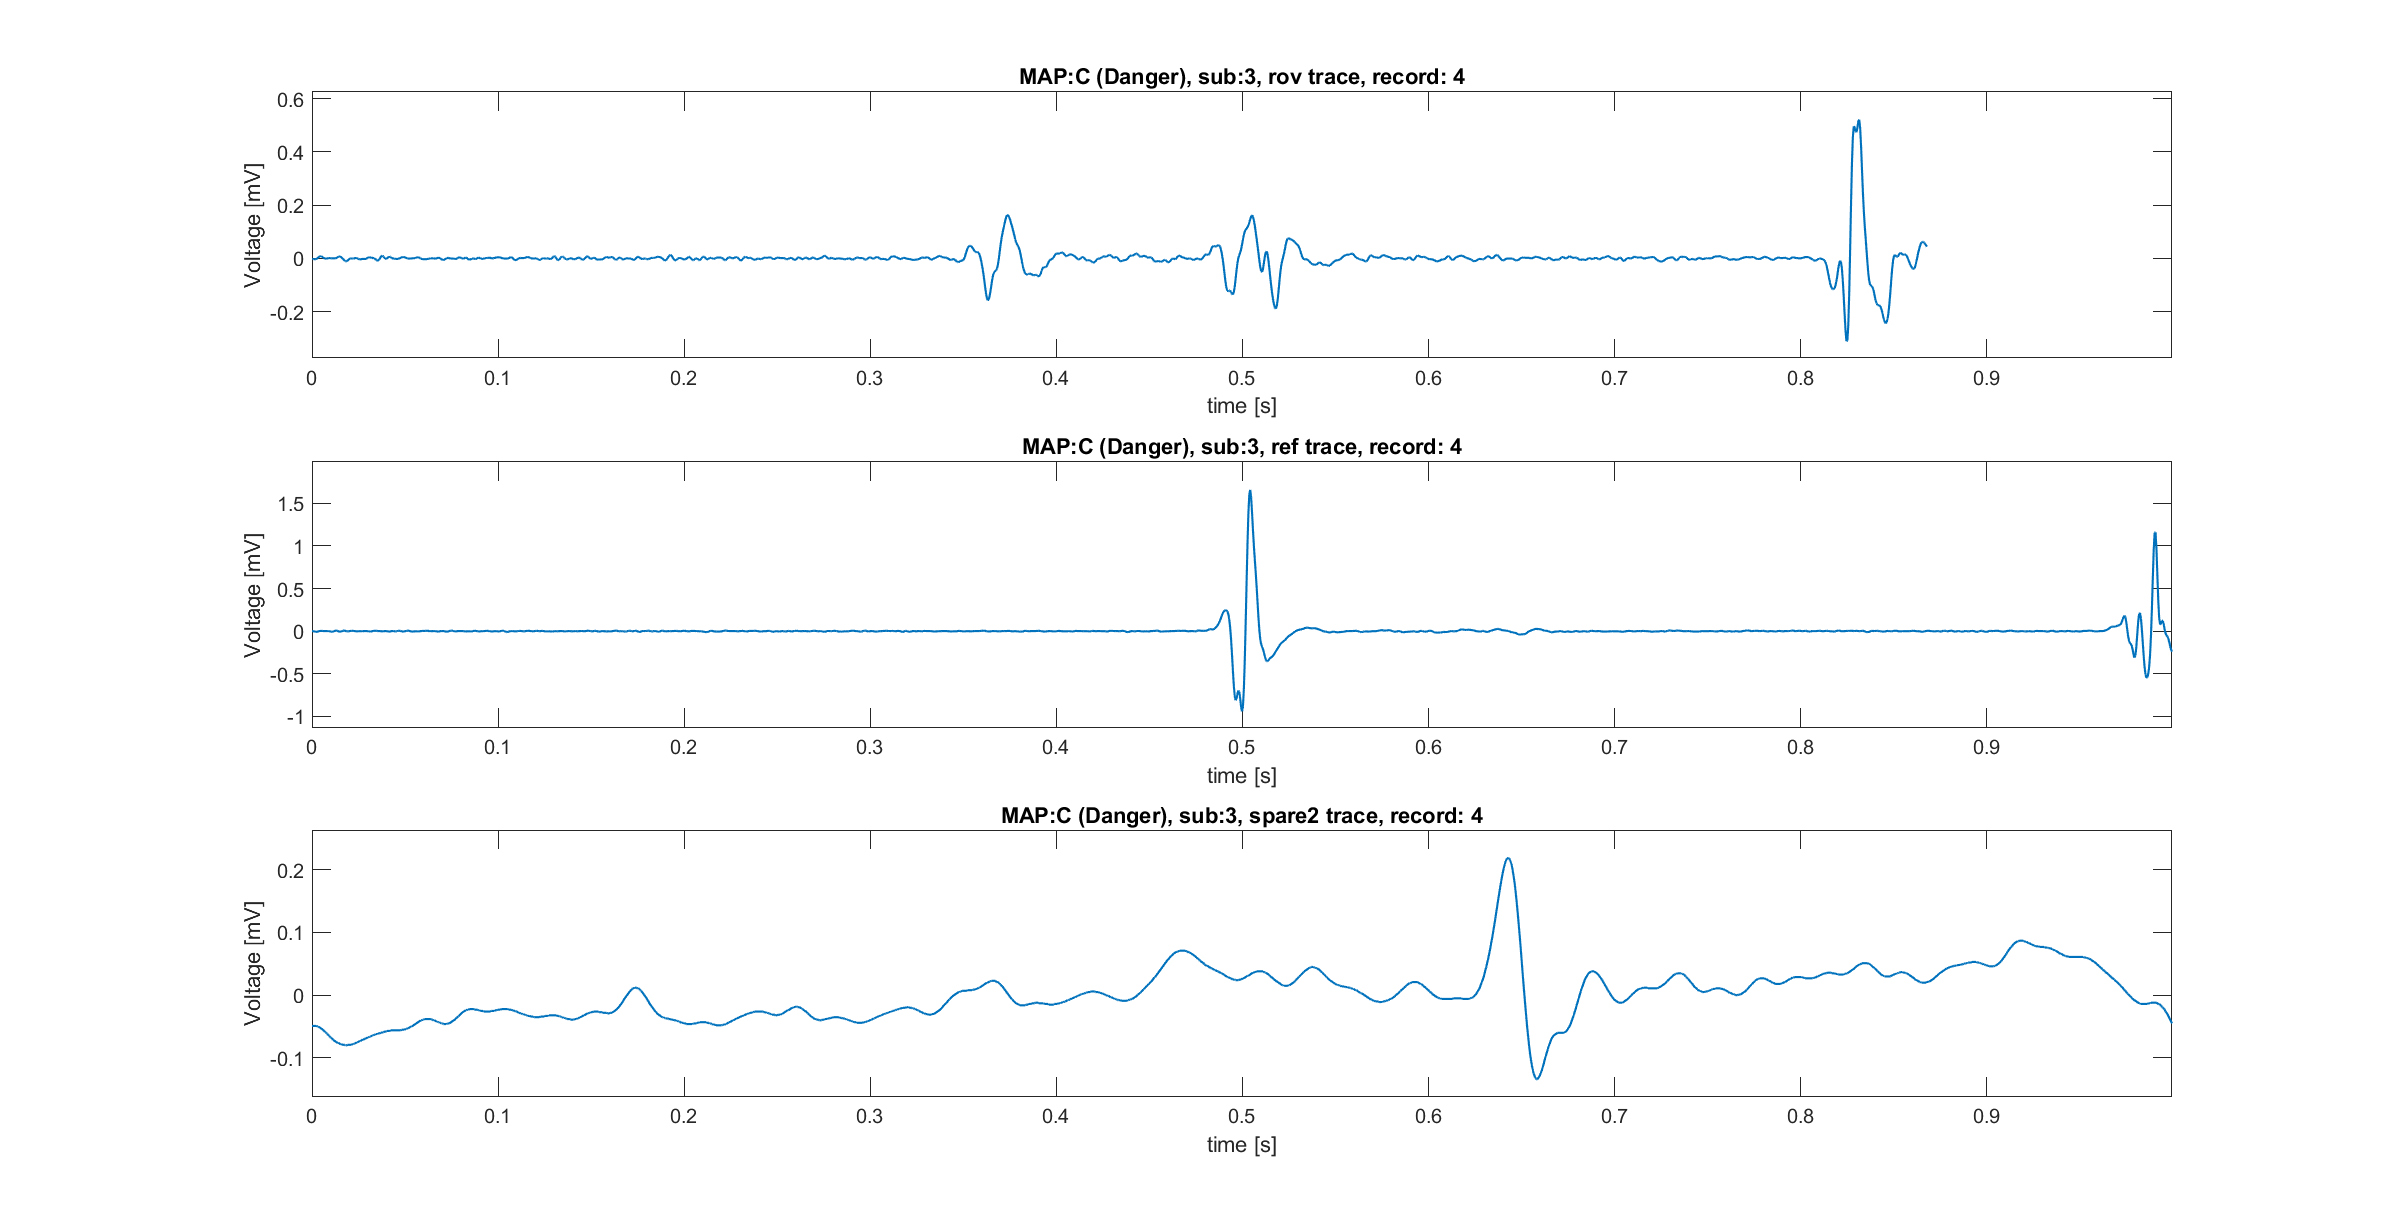 MAP:C (Danger), sub:3, rov trace, record: 4
0.6
0.4
0.2
0
-0.2
Voltage [mV]
0 0.1 0.2 0.3 0.4 0.5 0.6 0.7 0.8 0.9
time [s]
MAP:C (Danger), sub:3, ref trace, record: 4
1.5
1
0.5
0
-0.5
-1
Voltage [mV]
0 0.1 0.2 0.3 0.4 0.5 0.6 0.7 0.8 0.9
time [s]
MAP:C (Danger), sub:3, spare2 trace, record: 4
0.2
0.1
0
-0.1
Voltage [mV]
0 0.1 0.2 0.3 0.4 0.5 0.6 0.7 0.8 0.9
time [s]